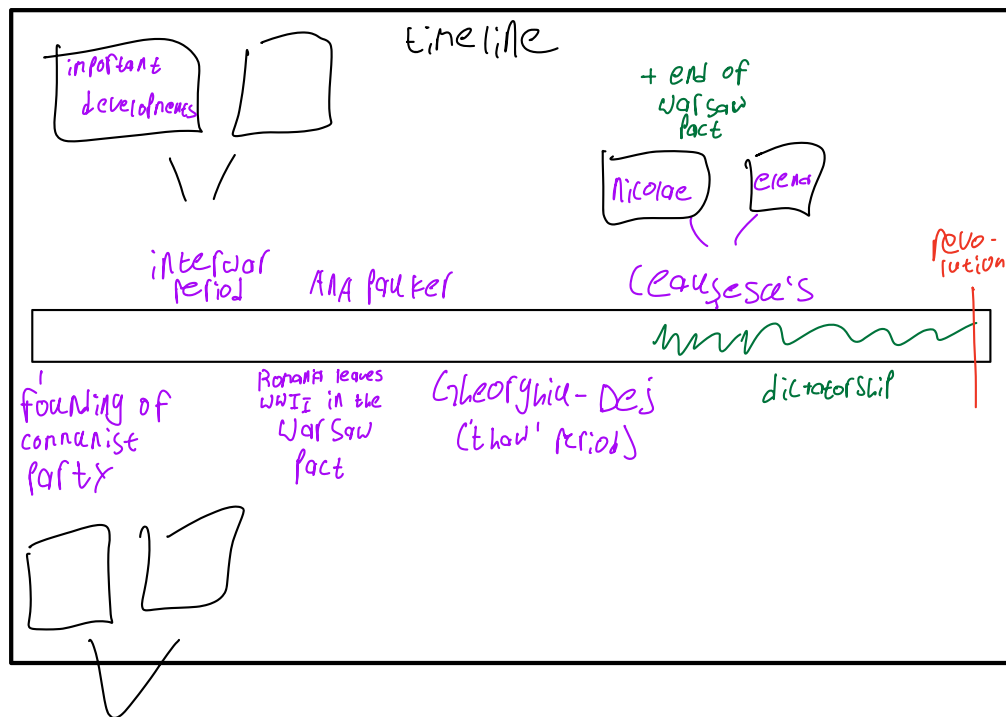 timeline
important
developments
+ end of
warsaw
pact
nicolae
elena
revo-
lution
interwar
period
ANA Pauker
Ceaușescu's
founding of
communist
party
Romania leaves
WWII in the
warsaw
pact
Gheorghiu-Dej
('thaw' period)
dictatorship